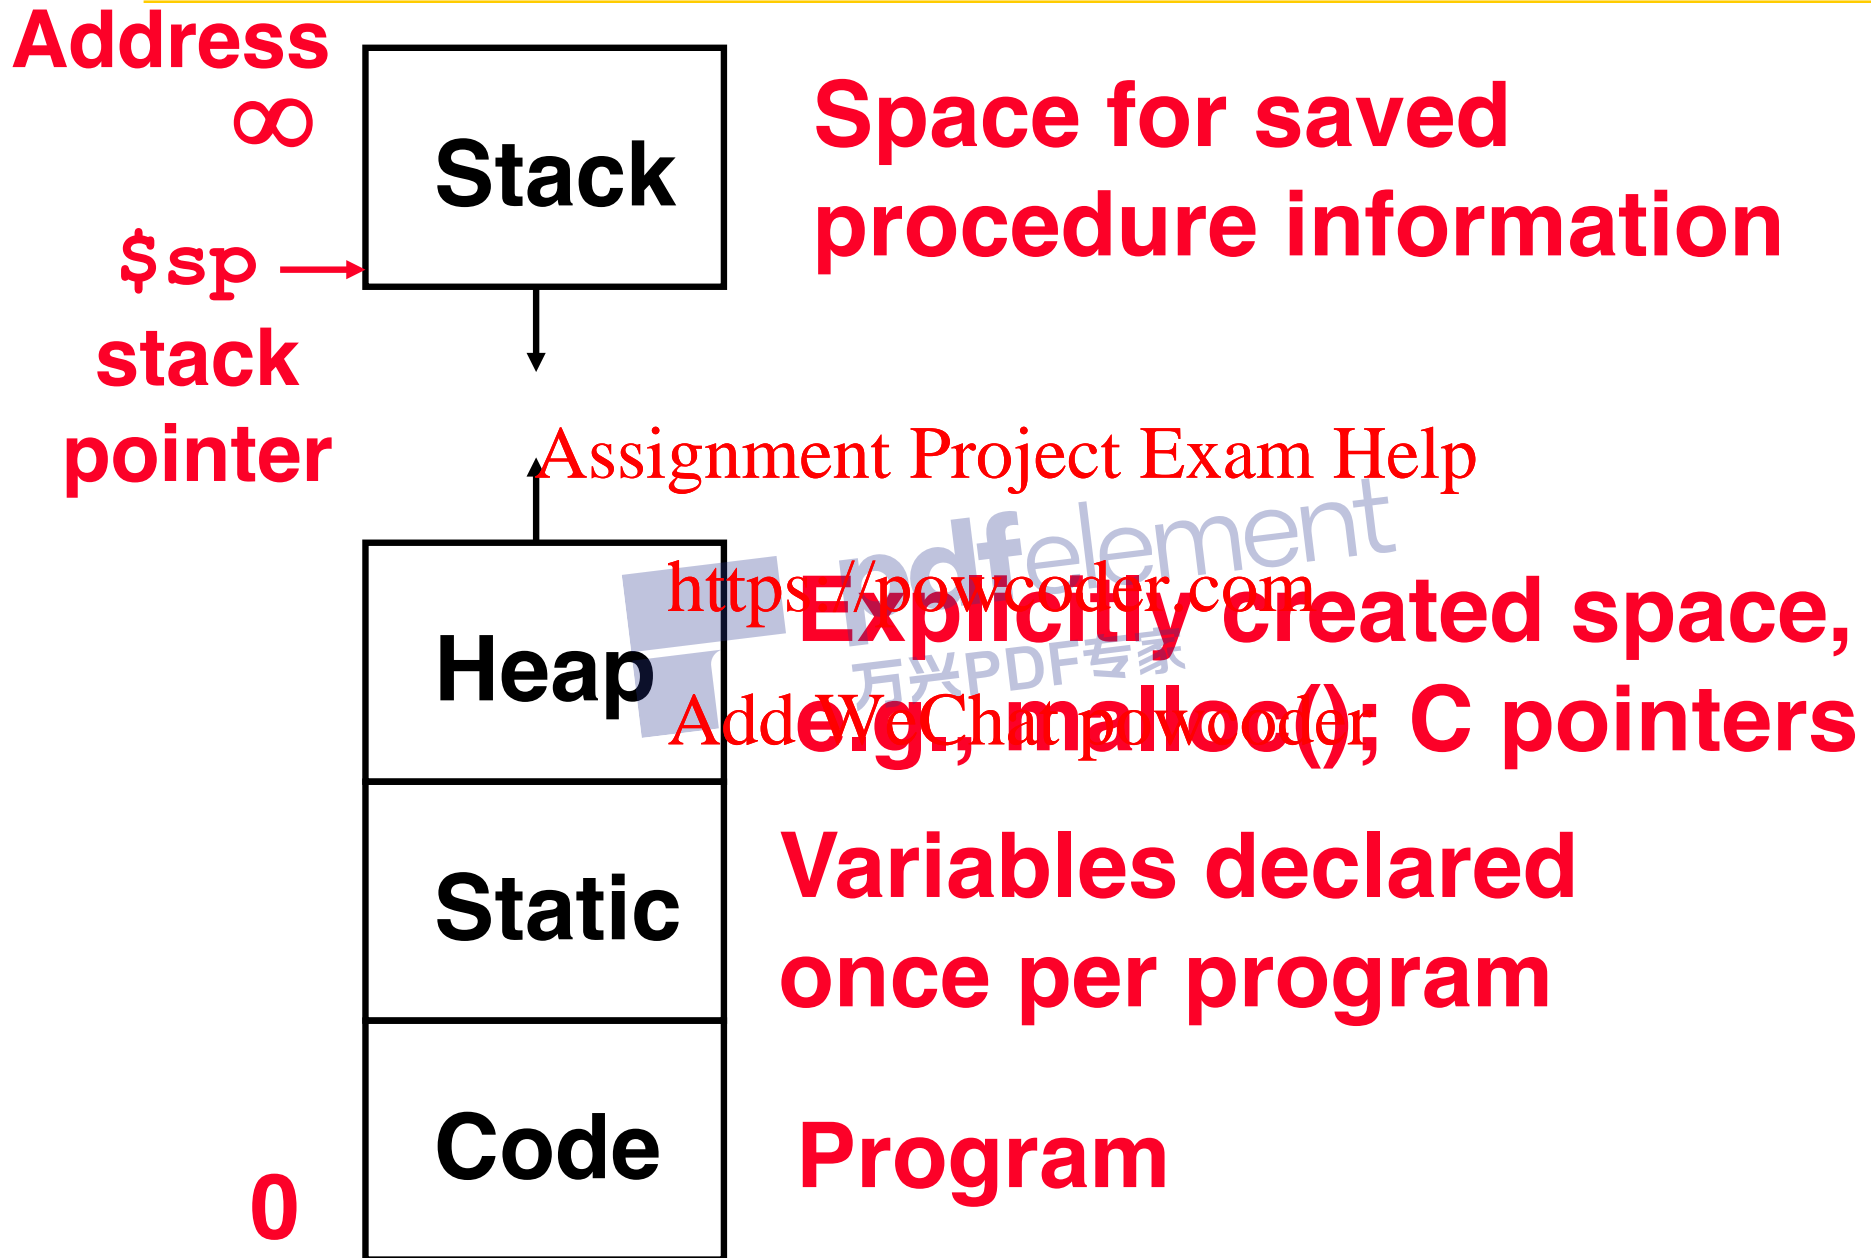 Address
∞
Stack
Space for saved
procedure information
$sp
stack
pointer
Assignment Project Exam Help
pdfelement
https://powcoder.com
Explicitly created space,
Heap
万兴PDF专家
Add WeChat powcoder
e.g., malloc(); C pointers
Static
Variables declared
once per program
Code
Program
0